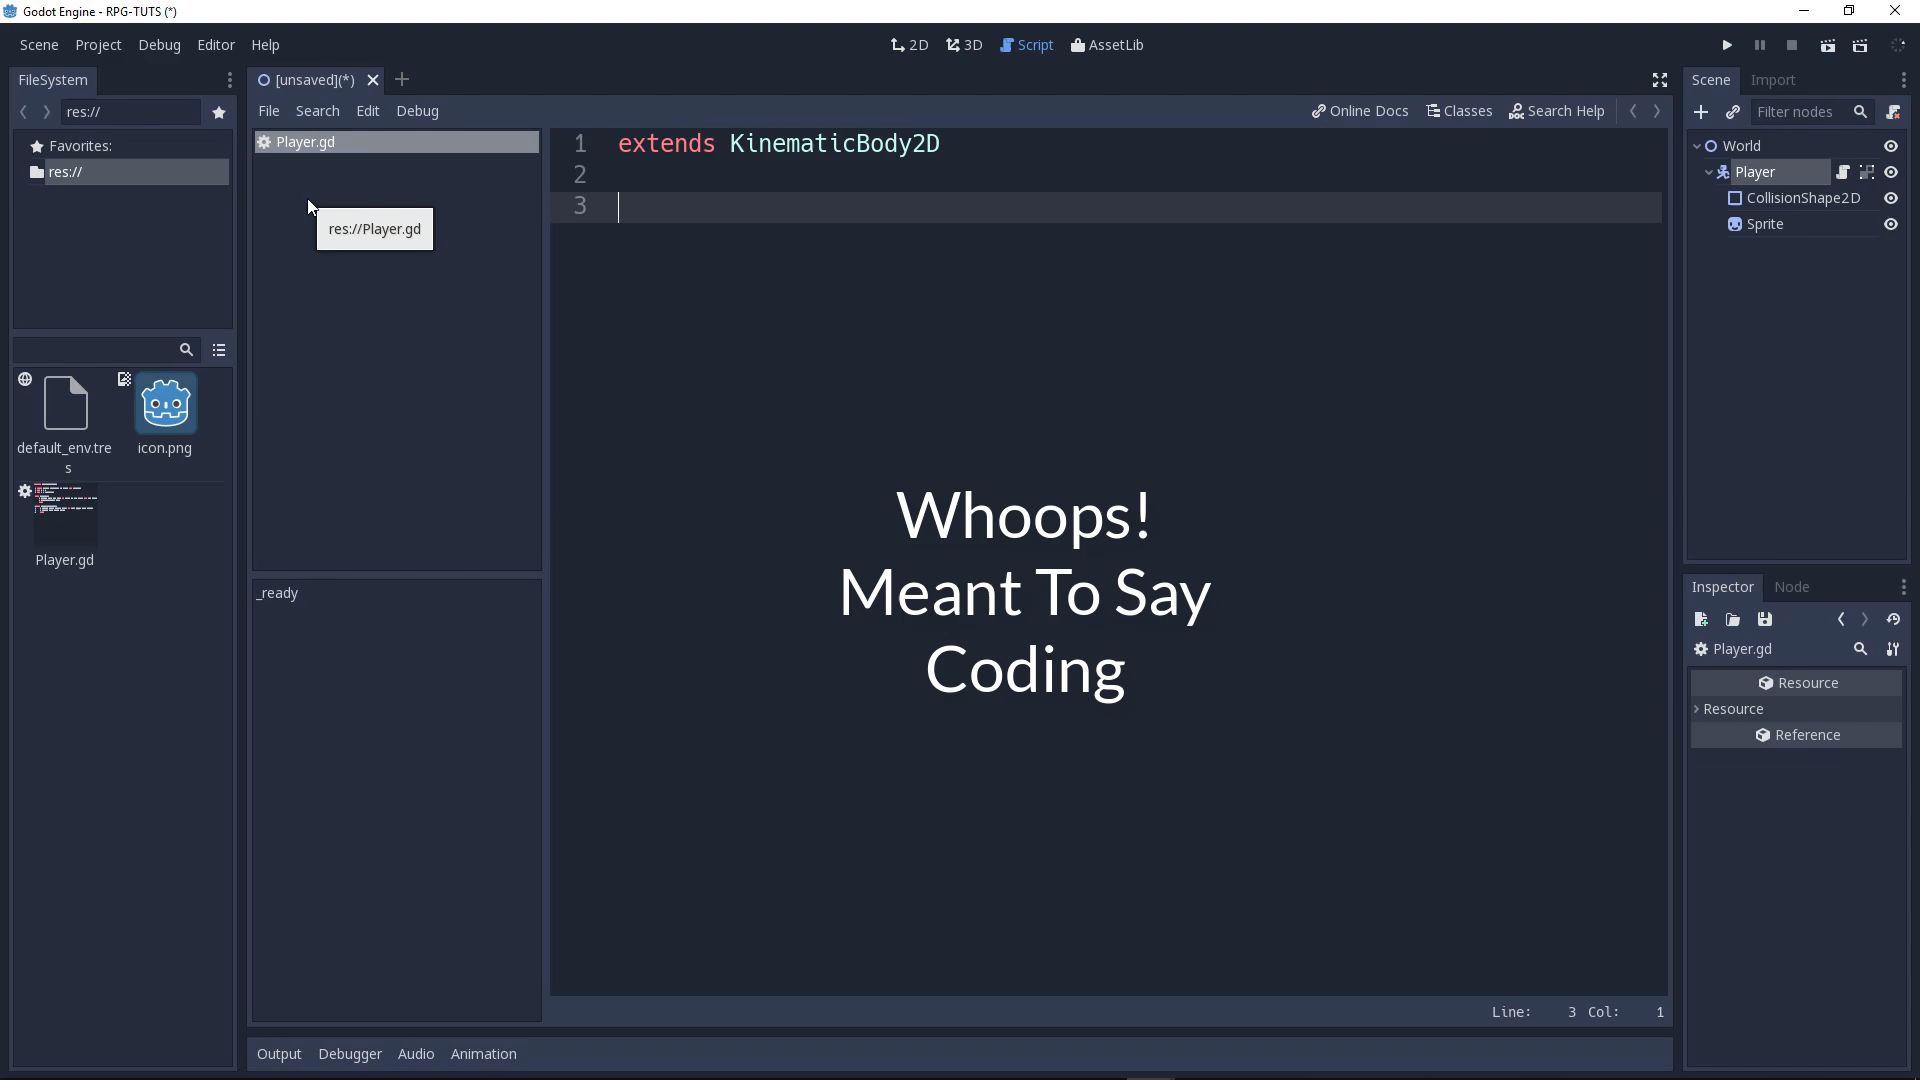 Godot Engine - RPG-TUTS (*)
Scene Project Debug Editor Help
2D 3D Script AssetLib
FileSystem
[unsaved](*)
Scene Import
res://
File Search Edit Debug
Online Docs Classes Search Help
Filter nodes
Favorites:
res://
Player.gd
res://Player.gd
1 extends KinematicBody2D
2
3
World
Player
CollisionShape2D
Sprite
default_env.tre
s
icon.png
Player.gd
_ready
Whoops!
Meant To Say
Coding
Inspector Node
Player.gd
Resource
Resource
Reference
Line: 3 Col: 1
Output Debugger Audio Animation